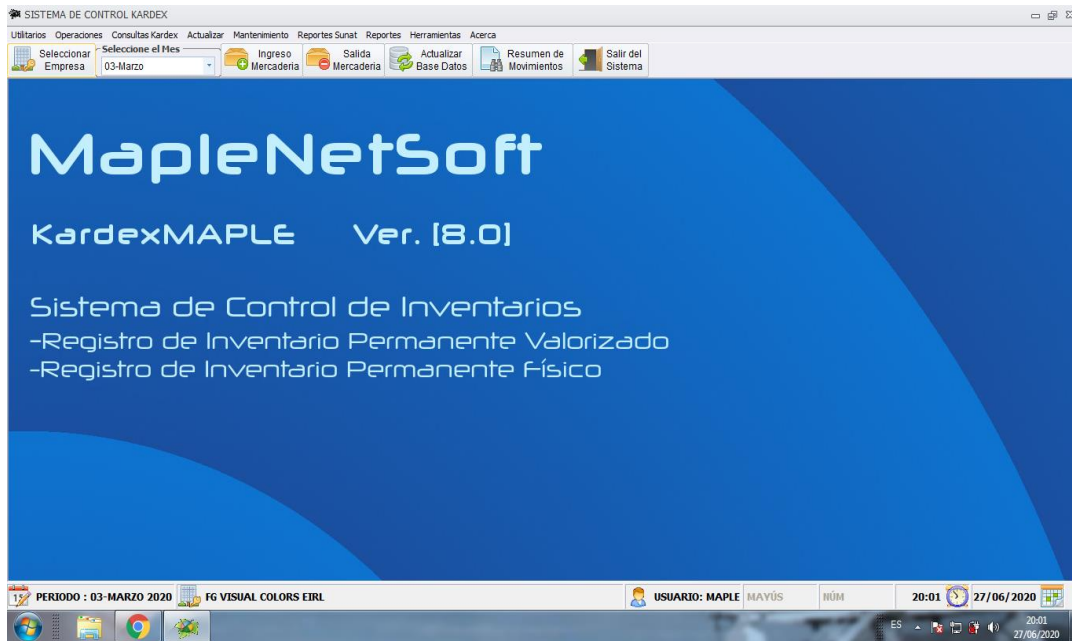 SISTEMA DE CONTROL KARDEX
Utilitarios Operaciones Consultas Kardex Actualizar Mantenimiento Reportes Sunat Reportes Herramientas Acerca
Seleccionar Empresa
Seleccione el Mes
03-Marzo
Ingreso Mercaderia
Salida Mercaderia
Actualizar Base Datos
Resumen de Movimientos
Salir del Sistema
MapleNetSoft
KardexMAPLE Ver. [8.0]
Sistema de Control de Inventarios
-Registro de Inventario Permanente Valorizado
-Registro de Inventario Permanente Físico
15 PERIODO : 03-MARZO 2020 FG VISUAL COLORS EIRL USUARIO: MAPLE MAYÚS NÚM 20:01 27/06/2020
ES 20:01
27/06/2020